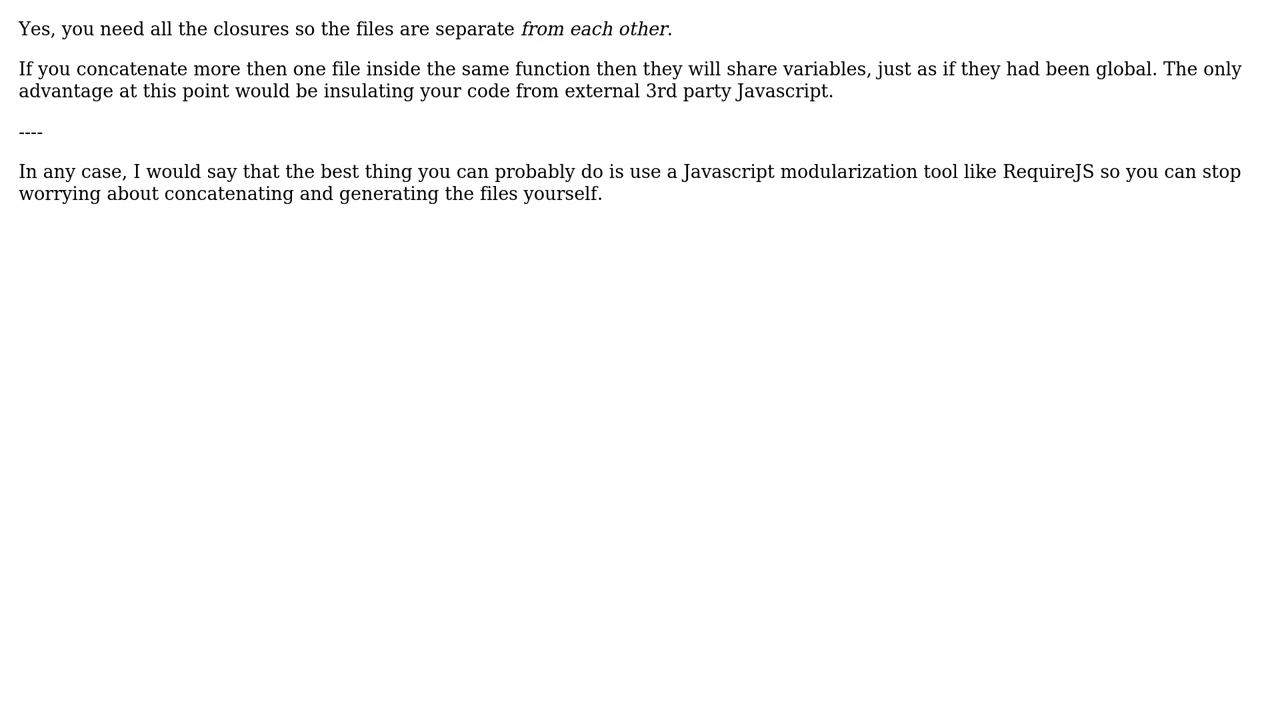 Yes, you need all the closures so the files are separate from each other.
If you concatenate more then one file inside the same function then they will share variables, just as if they had been global. The only
advantage at this point would be insulating your code from external 3rd party Javascript.
----
In any case, I would say that the best thing you can probably do is use a Javascript modularization tool like RequireJS so you can stop
worrying about concatenating and generating the files yourself.